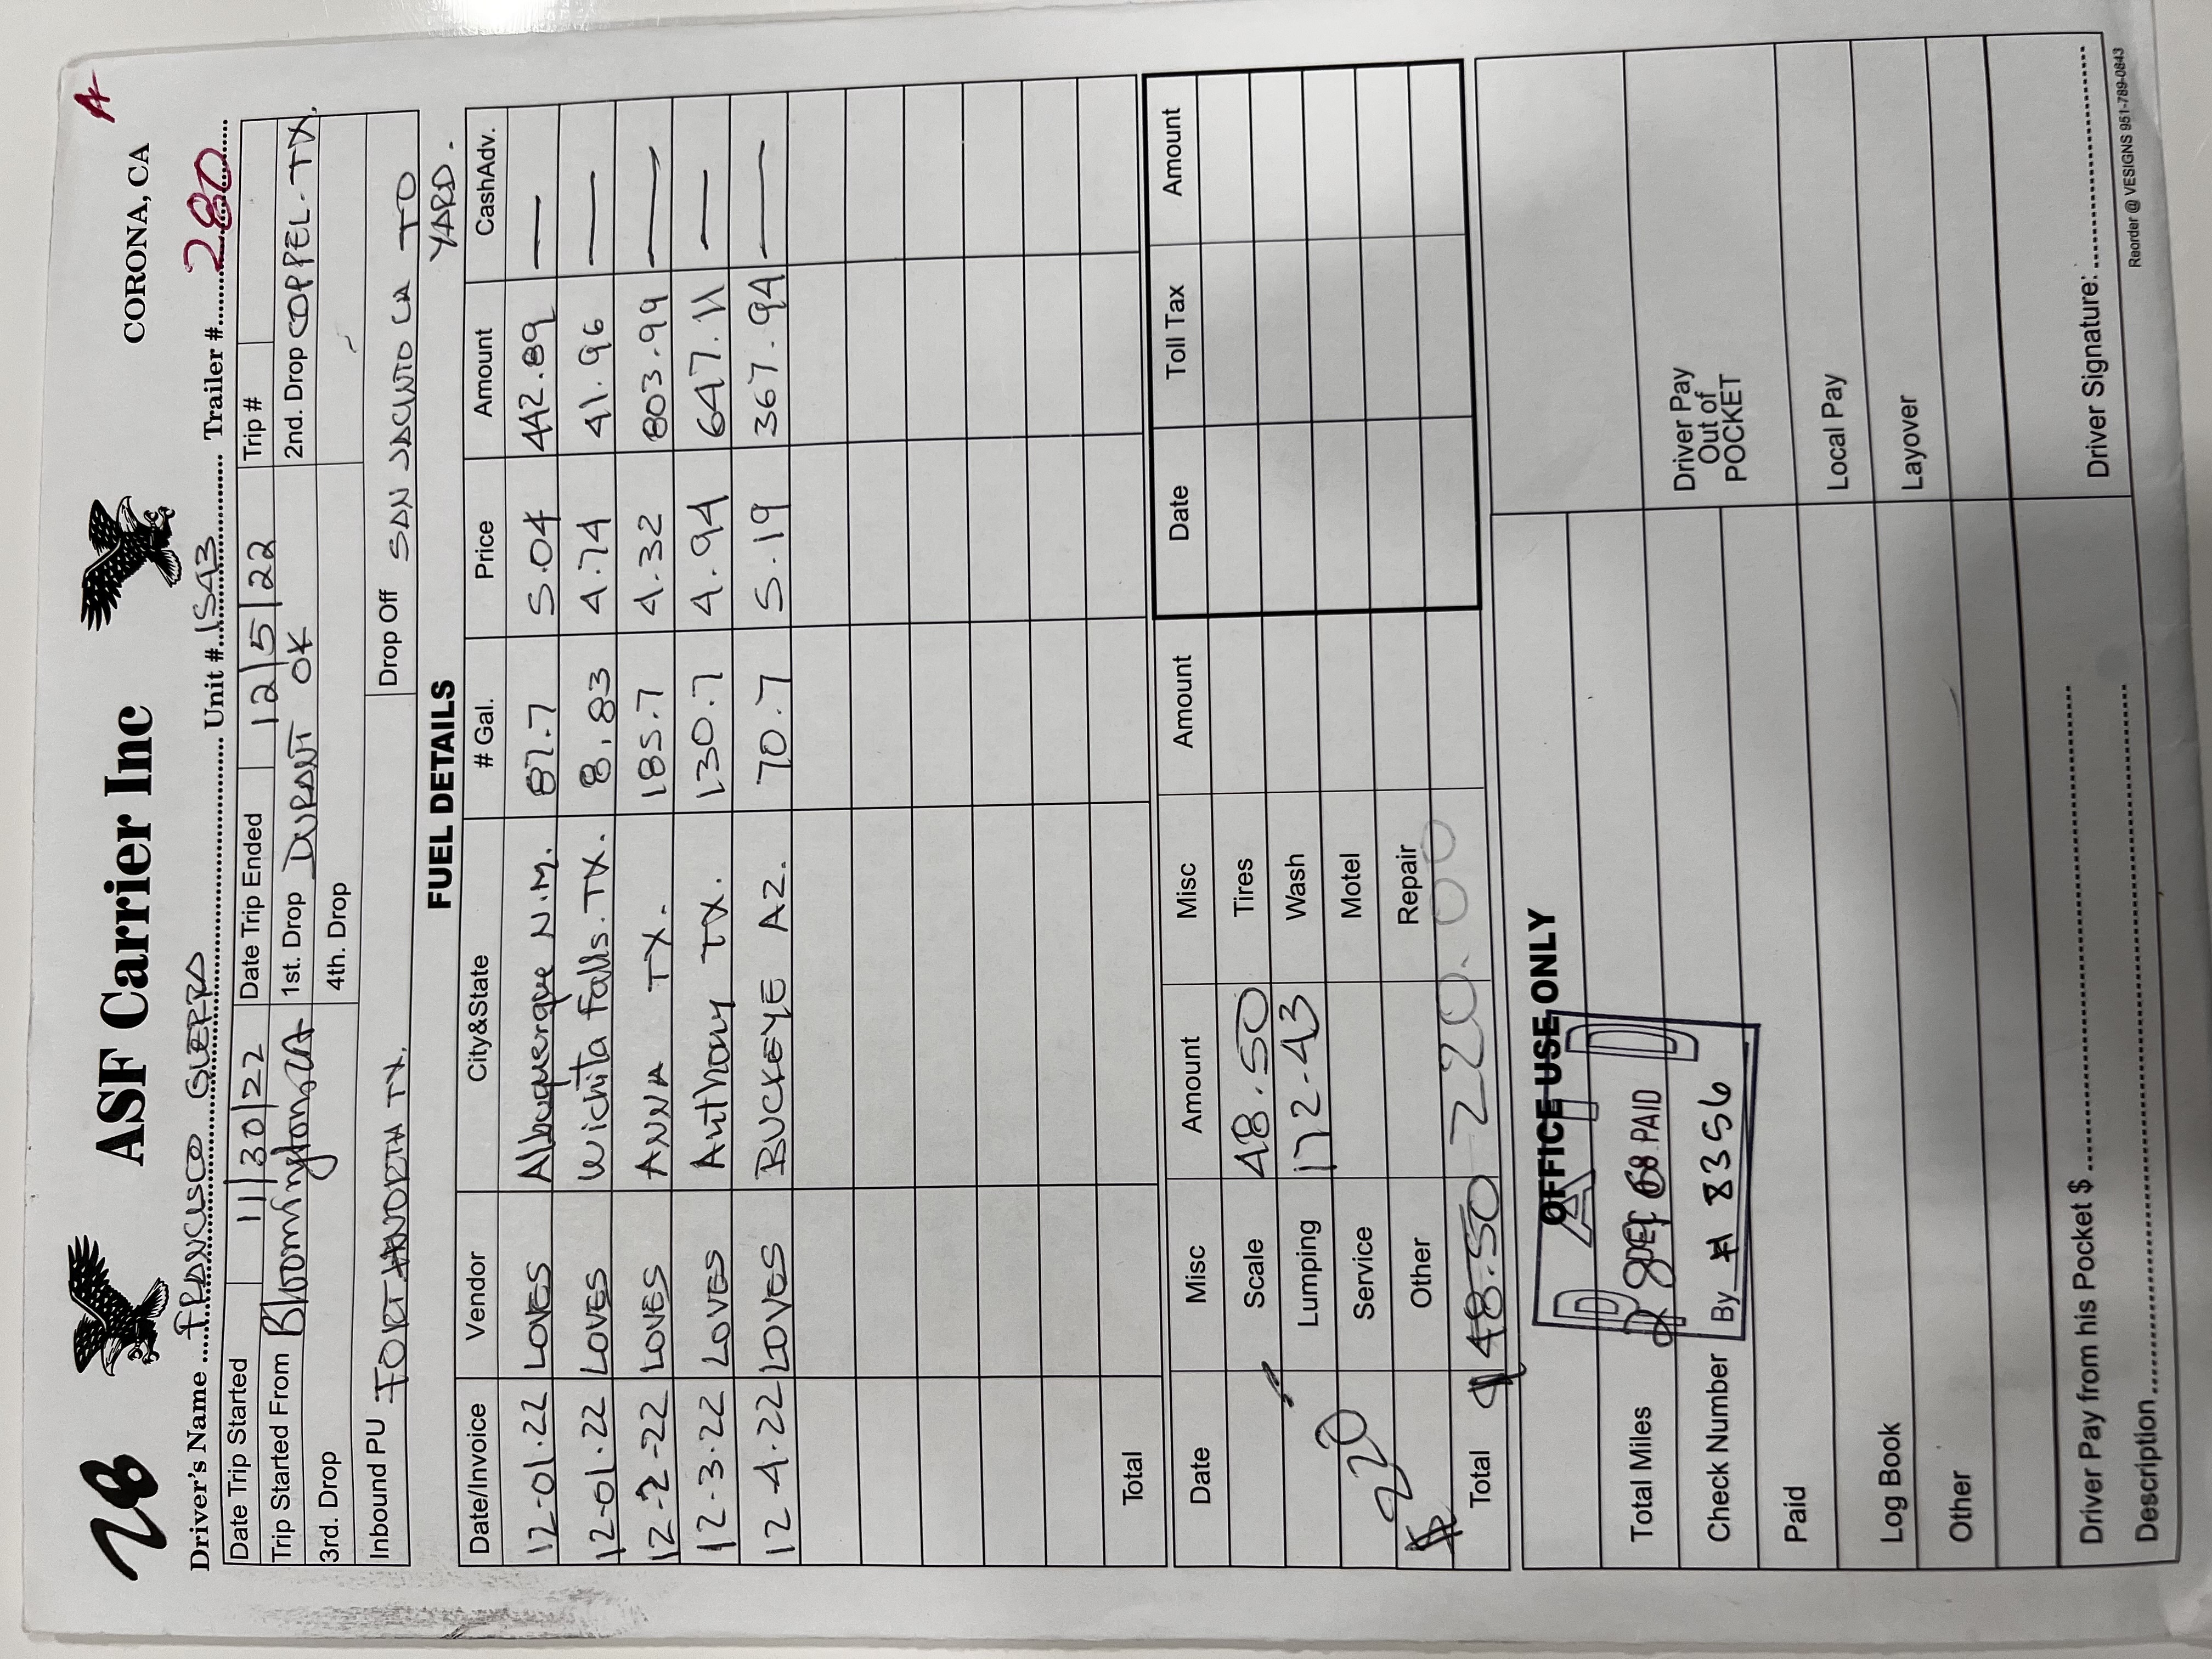 28 ASF Carrier Inc CORONA, CA A
Driver's Name FRANCISCO GUERRA Unit # 1543 Trailer # 280
Date Trip Started 11/30/22 Date Trip Ended 12/5/22 Trip #
Trip Started From Bloomington, CA 1st. Drop DURANT OK 2nd. Drop COPPEL. TX.
3rd. Drop 4th. Drop
Inbound PU FORT WORTH TX. Drop Off SAN JACINTO CA TO
YARD.
FUEL DETAILS
Date/Invoice Vendor City&State # Gal. Price Amount CashAdv.
12-01.22 LOVES Albuquerque N.M. 87.7 5.04 442.89 —
12-01.22 LOVES Wichita Falls. TX. 8.83 4.74 41.96 —
12-2-22 LOVES ANNA TX. 185.7 4.32 803.99 —
12-3.22 LOVES Anthony TX. 130.7 4.94 647.11 —
12-4.22 LOVES BUCKEYE AZ. 70.7 5.19 367.94 —
Total
Date Misc Amount Misc Amount Date Toll Tax Amount
Scale 48.50 Tires
Lumping 172-43 Wash
$220 Service Motel
Other Repair
Total $48.50 220.00
OFFICE USE ONLY
PAID
Total Miles DEC PAID
Check Number By # 8356
Driver Pay
Out of
POCKET
Paid
Local Pay
Log Book
Layover
Other
Driver Pay from his Pocket $
Driver Signature:
Description
Reorder @ VESIGNS 951-789-0843